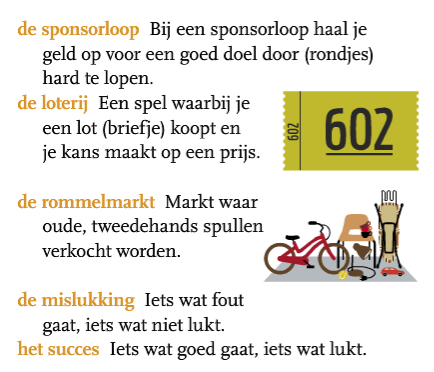 de sponsorloop Bij een sponsorloop haal je
geld op voor een goed doel door (rondjes)
hard te lopen.
de loterij Een spel waarbij je
een lot (briefje) koopt en
je kans maakt op een prijs.
602
602
de rommelmarkt Markt waar
oude, tweedehands spullen
verkocht worden.
de mislukking Iets wat fout
gaat, iets wat niet lukt.
het succes Iets wat goed gaat, iets wat lukt.